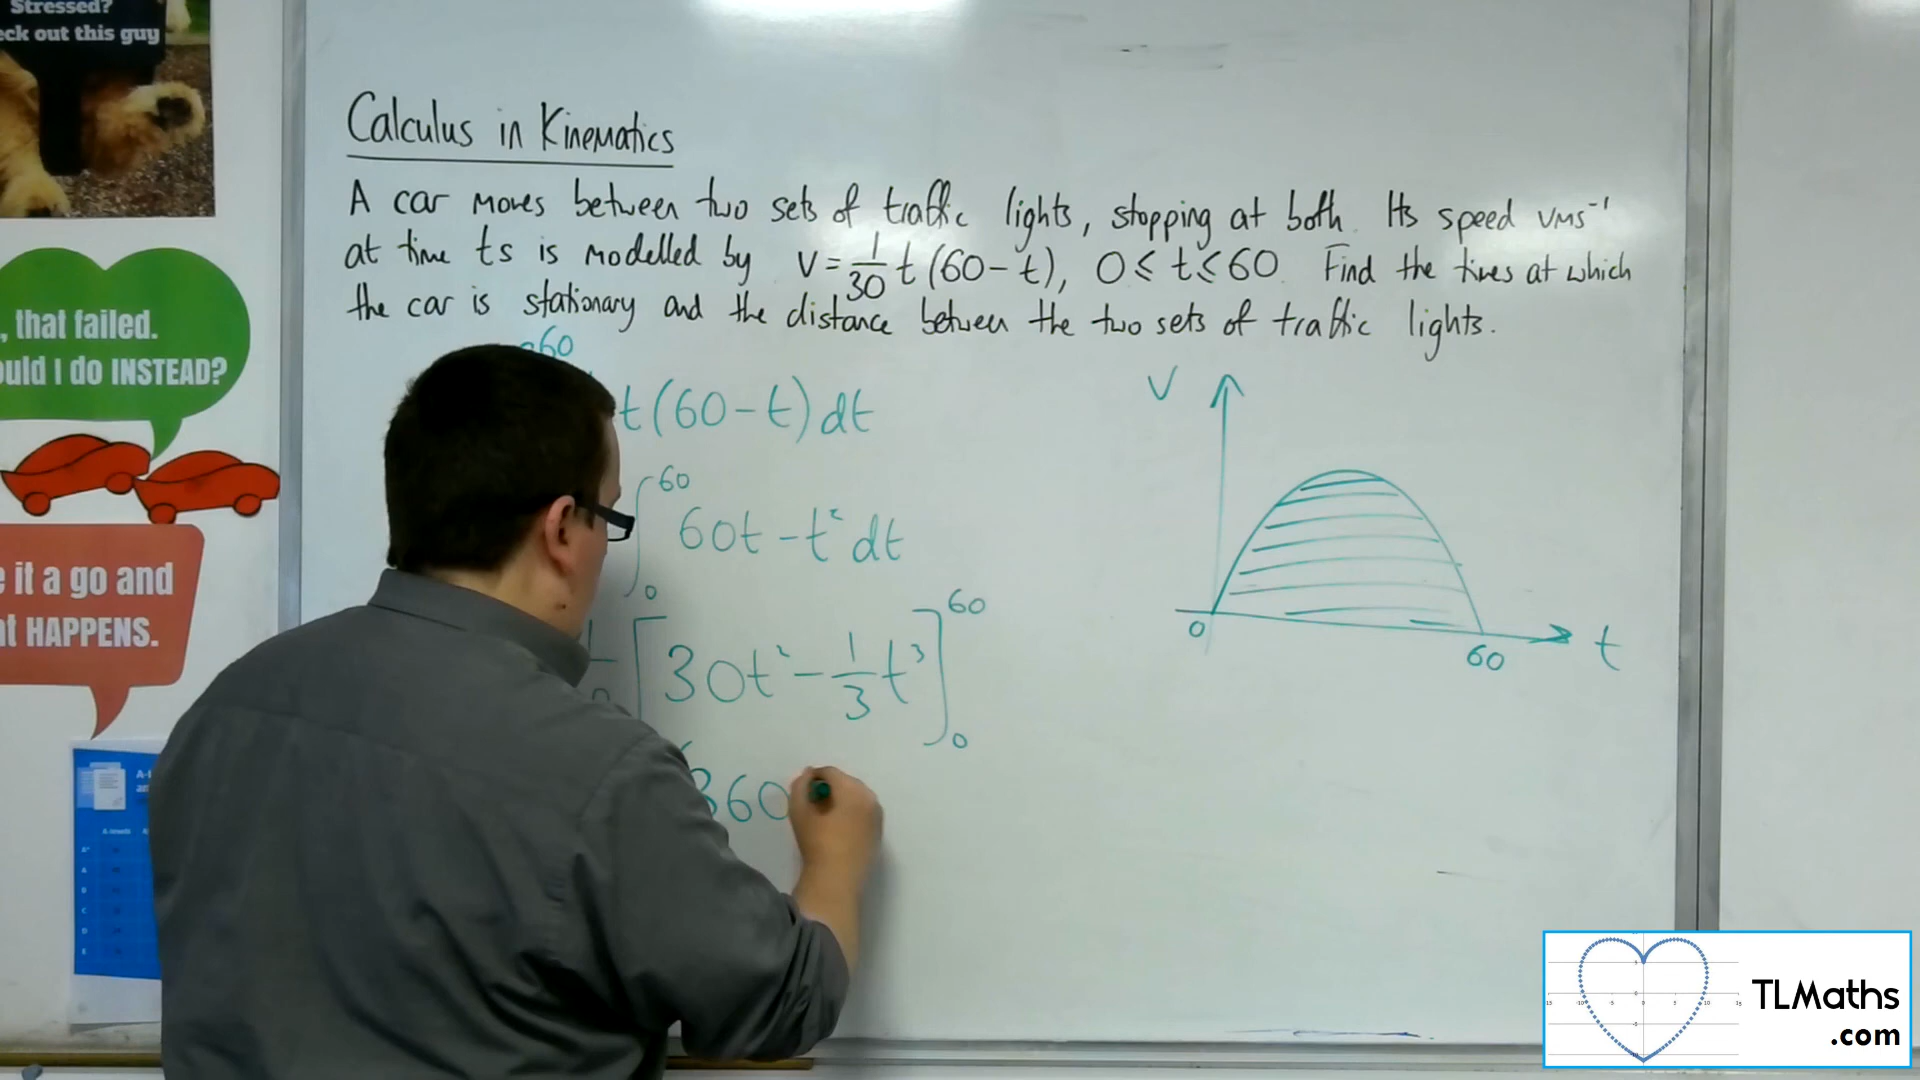 Stressed?
eck out this guy
Calculus in Kinematics
A car moves between two sets of traffic lights, stopping at both. Its speed vms⁻¹
at time ts is modelled by v = 1/30 t (60 - t), 0 ≤ t ≤ 60. Find the times at which
the car is stationary and the distance between the two sets of traffic lights.
, that failed.
ould I do INSTEAD?
60
t (60 - t) dt
60
60t - t² dt
0
60
[30t² - 1/3 t³]
0
360
V
0
60
t
e it a go and
at HAPPENS.
TLMaths
.com